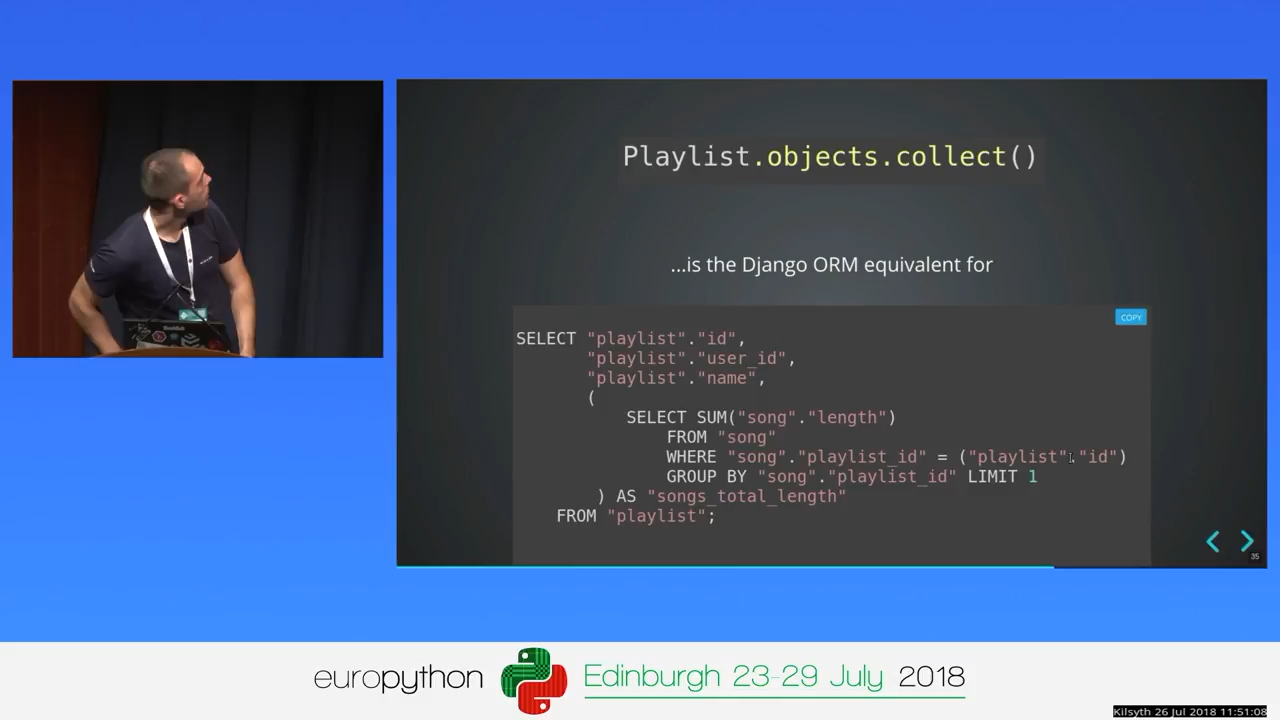 Playlist.objects.collect()
...is the Django ORM equivalent for
COPY
SELECT "playlist"."id",
"playlist"."user_id",
"playlist"."name",
(
SELECT SUM("song"."length")
FROM "song"
WHERE "song"."playlist_id" = ("playlist"."id")
GROUP BY "song"."playlist_id" LIMIT 1
) AS "songs_total_length"
FROM "playlist";
35
europython Edinburgh 23-29 July 2018
Kilsyth 26 Jul 2018 11:51:08